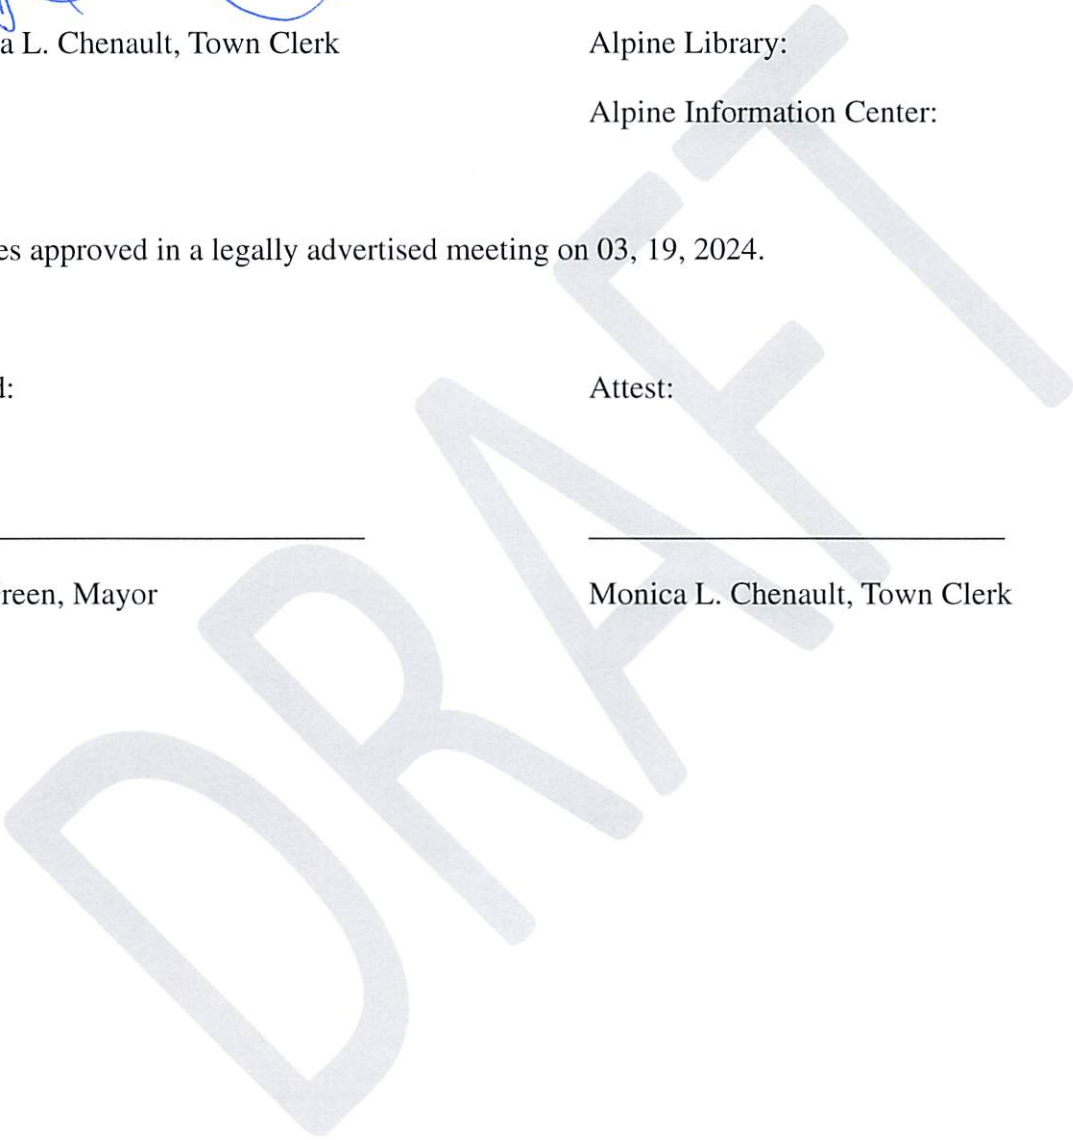 a L. Chenault, Town Clerk
Alpine Library:
Alpine Information Center:
es approved in a legally advertised meeting on 03, 19, 2024.
d:
Attest:
reen, Mayor
Monica L. Chenault, Town Clerk
DRAFT